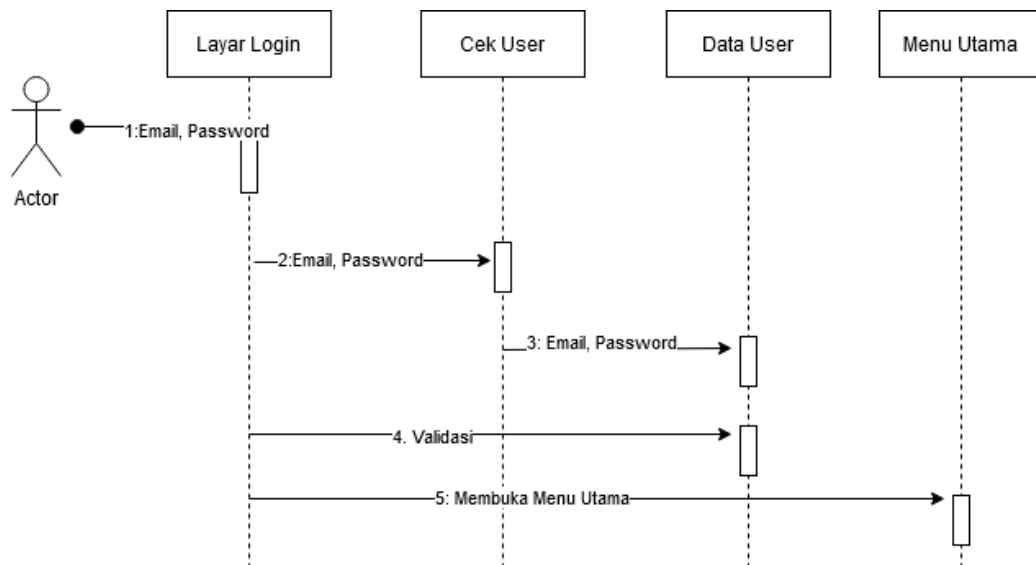 Layar Login
Cek User
Data User
Menu Utama
1:Email, Password
Actor
2:Email, Password
3: Email, Password
4. Validasi
5: Membuka Menu Utama